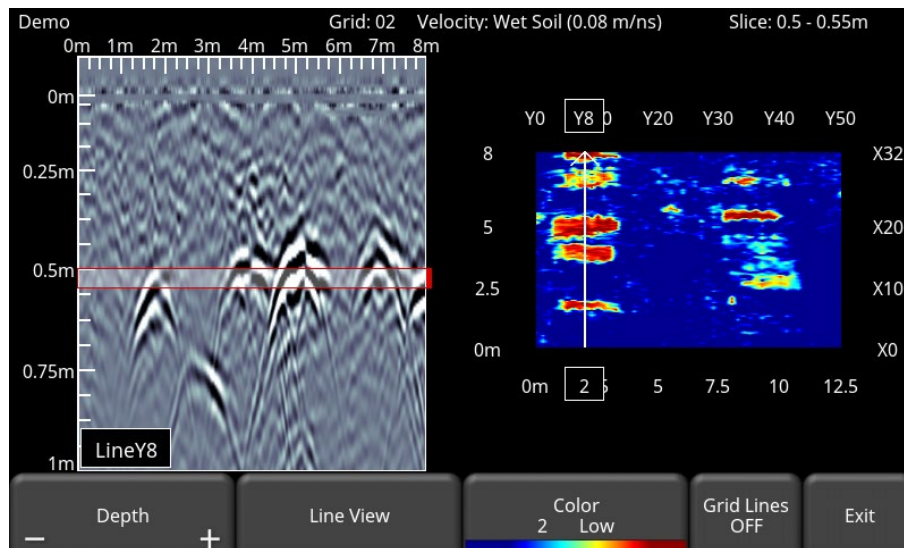 Demo Grid: 02 Velocity: Wet Soil (0.08 m/ns) Slice: 0.5 - 0.55m
0m 1m 2m 3m 4m 5m 6m 7m 8m
0m
0.25m
0.5m
0.75m
1m
LineY8
Y0 Y8 0 Y20 Y30 Y40 Y50
8 X32
5 X20
2.5 X10
0m X0
0m 2 5 7.5 10 12.5
Depth
− +
Line View
Color
2 Low
Grid Lines
OFF
Exit